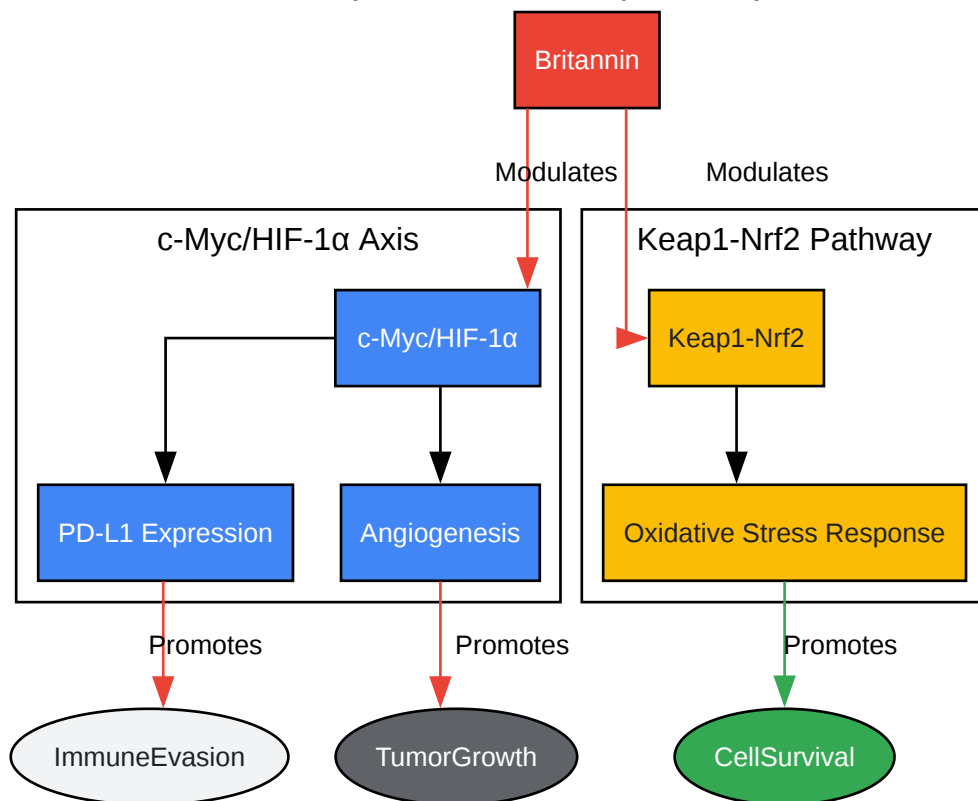 Britannin
Modulates
Modulates
c-Myc/HIF-1α Axis
Keap1-Nrf2 Pathway
c-Myc/HIF-1α
Keap1-Nrf2
PD-L1 Expression
Angiogenesis
Oxidative Stress Response
Promotes
Promotes
Promotes
ImmuneEvasion
TumorGrowth
CellSurvival